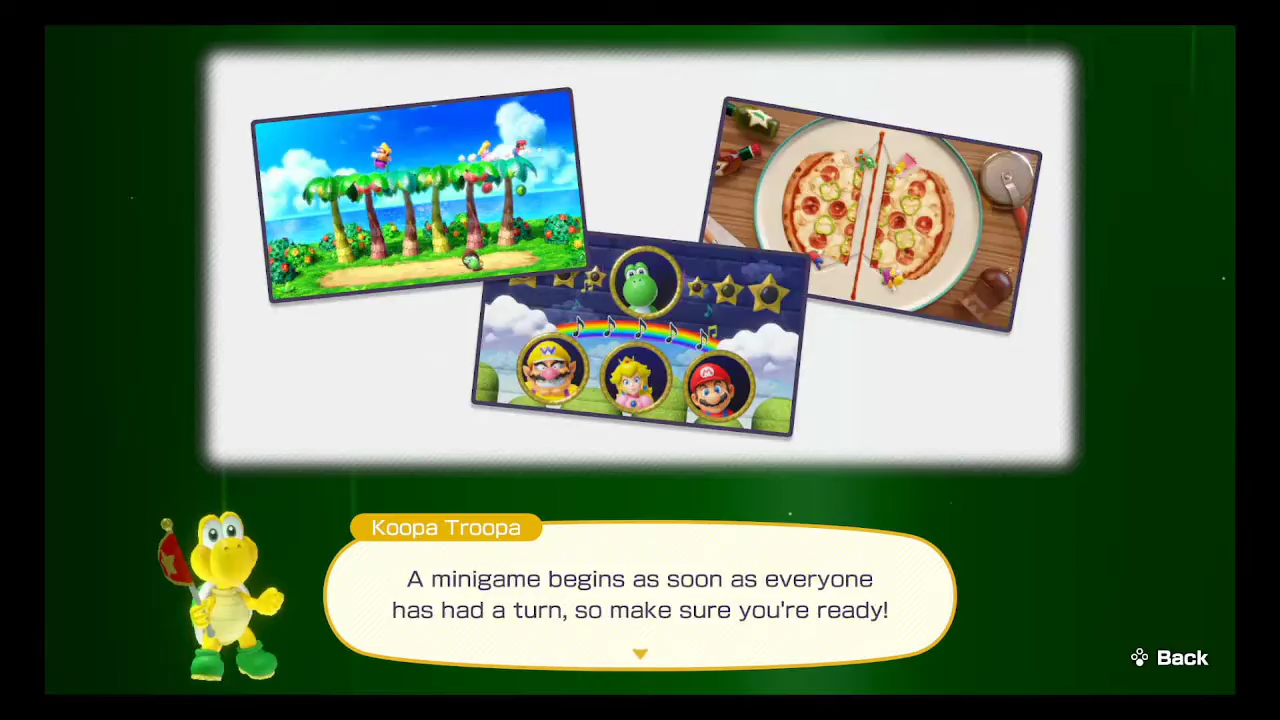 Koopa Troopa
A minigame begins as soon as everyone
has had a turn, so make sure you're ready!
Back